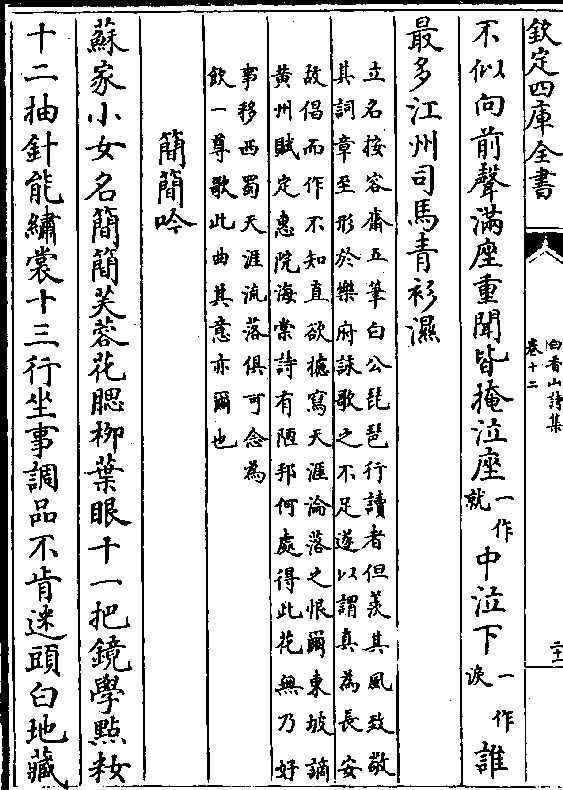 欽定四庫全書
白香山詩集
卷十二
二十二
不似向前聲滿座重聞皆掩泣座一作就中泣下一作淚誰
最多江州司馬青衫濕
立名按容齋五筆白公琵琶行讀者但羡其風致敬
其詞章至形於樂府詠歌之不足遂以謂真為長安
故倡而作不知直欲攄寫天涯淪落之恨爾東坡謫
黄州賦定惠院海棠詩有陋邦何處得此花無乃好
事移西蜀天涯流落俱可念為
飲一尊歌此曲其意亦爾也
簡簡吟
蘇家小女名簡簡芙蓉花腮柳葉眼十一把鏡學點粧
十二抽針能繡裳十三行坐事調品不肯迷頭白地藏